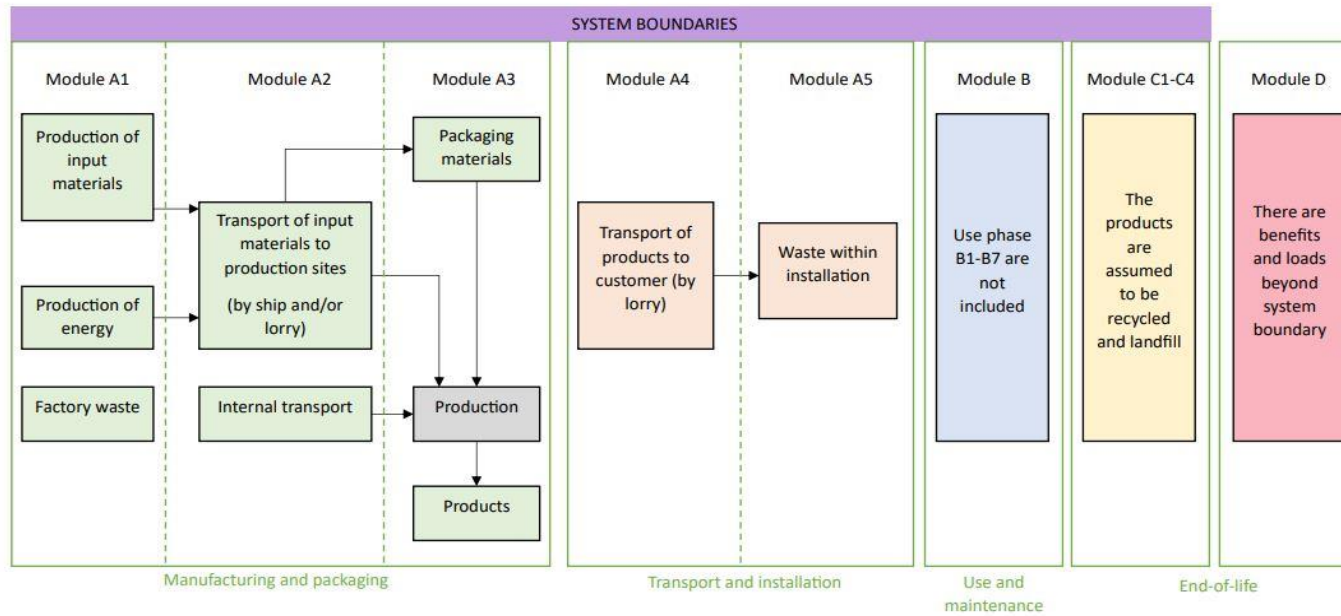 SYSTEM BOUNDARIES
Module A1
Module A2
Module A3
Module A4
Module A5
Module B
Module C1-C4
Module D
Production of
input
materials
Production of
energy
Factory waste
Transport of input
materials to
production sites
(by ship and/or
lorry)
Internal transport
Packaging
materials
Production
Products
Transport of
products to
customer (by
lorry)
Waste within
installation
Use phase
B1-B7 are
not
included
The
products
are
assumed
to be
recycled
and landfill
There are
benefits
and loads
beyond
system
boundary
Manufacturing and packaging
Transport and installation
Use and
maintenance
End-of-life